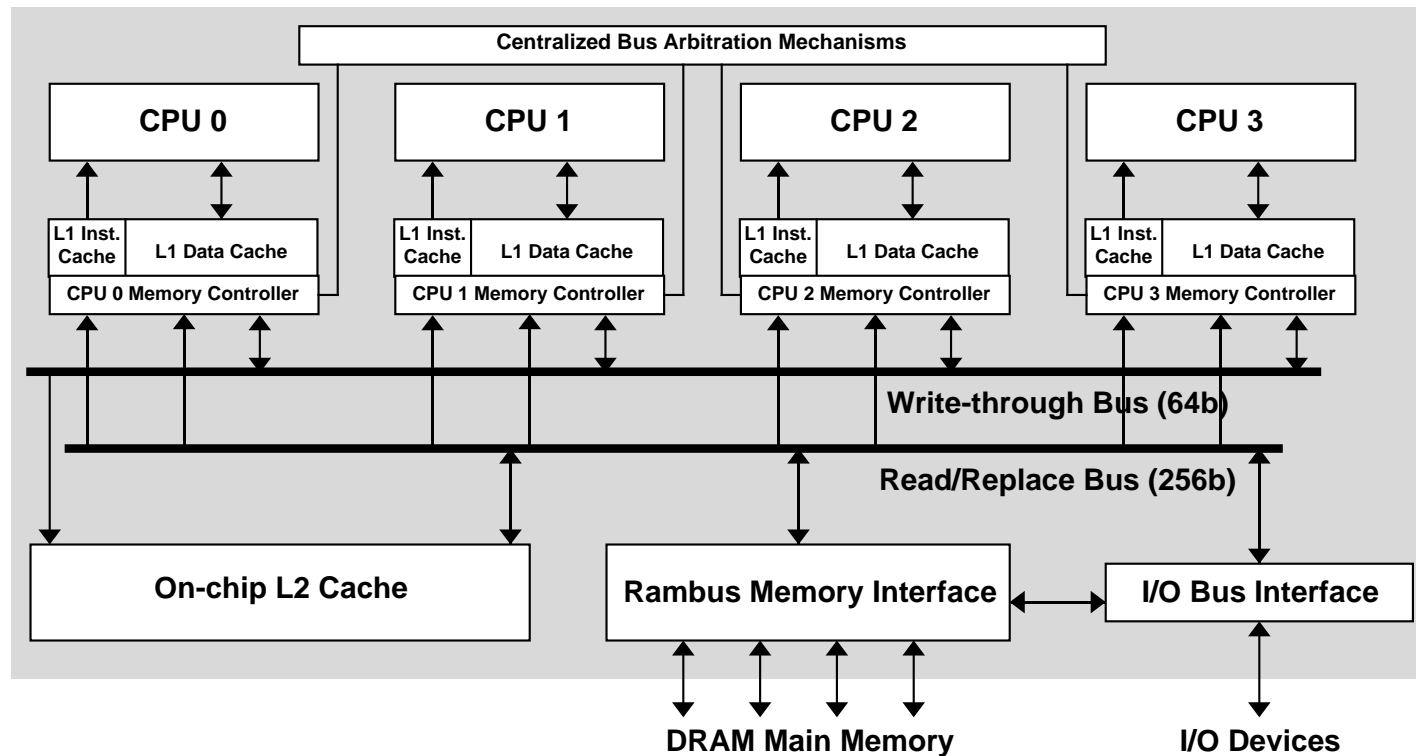 Centralized Bus Arbitration Mechanisms
CPU 0
CPU 1
CPU 2
CPU 3
L1 Inst.
Cache
L1 Data Cache
L1 Inst.
Cache
L1 Data Cache
L1 Inst.
Cache
L1 Data Cache
L1 Inst.
Cache
L1 Data Cache
CPU 0 Memory Controller
CPU 1 Memory Controller
CPU 2 Memory Controller
CPU 3 Memory Controller
Write-through Bus (64b)
Read/Replace Bus (256b)
On-chip L2 Cache
Rambus Memory Interface
I/O Bus Interface
DRAM Main Memory
I/O Devices